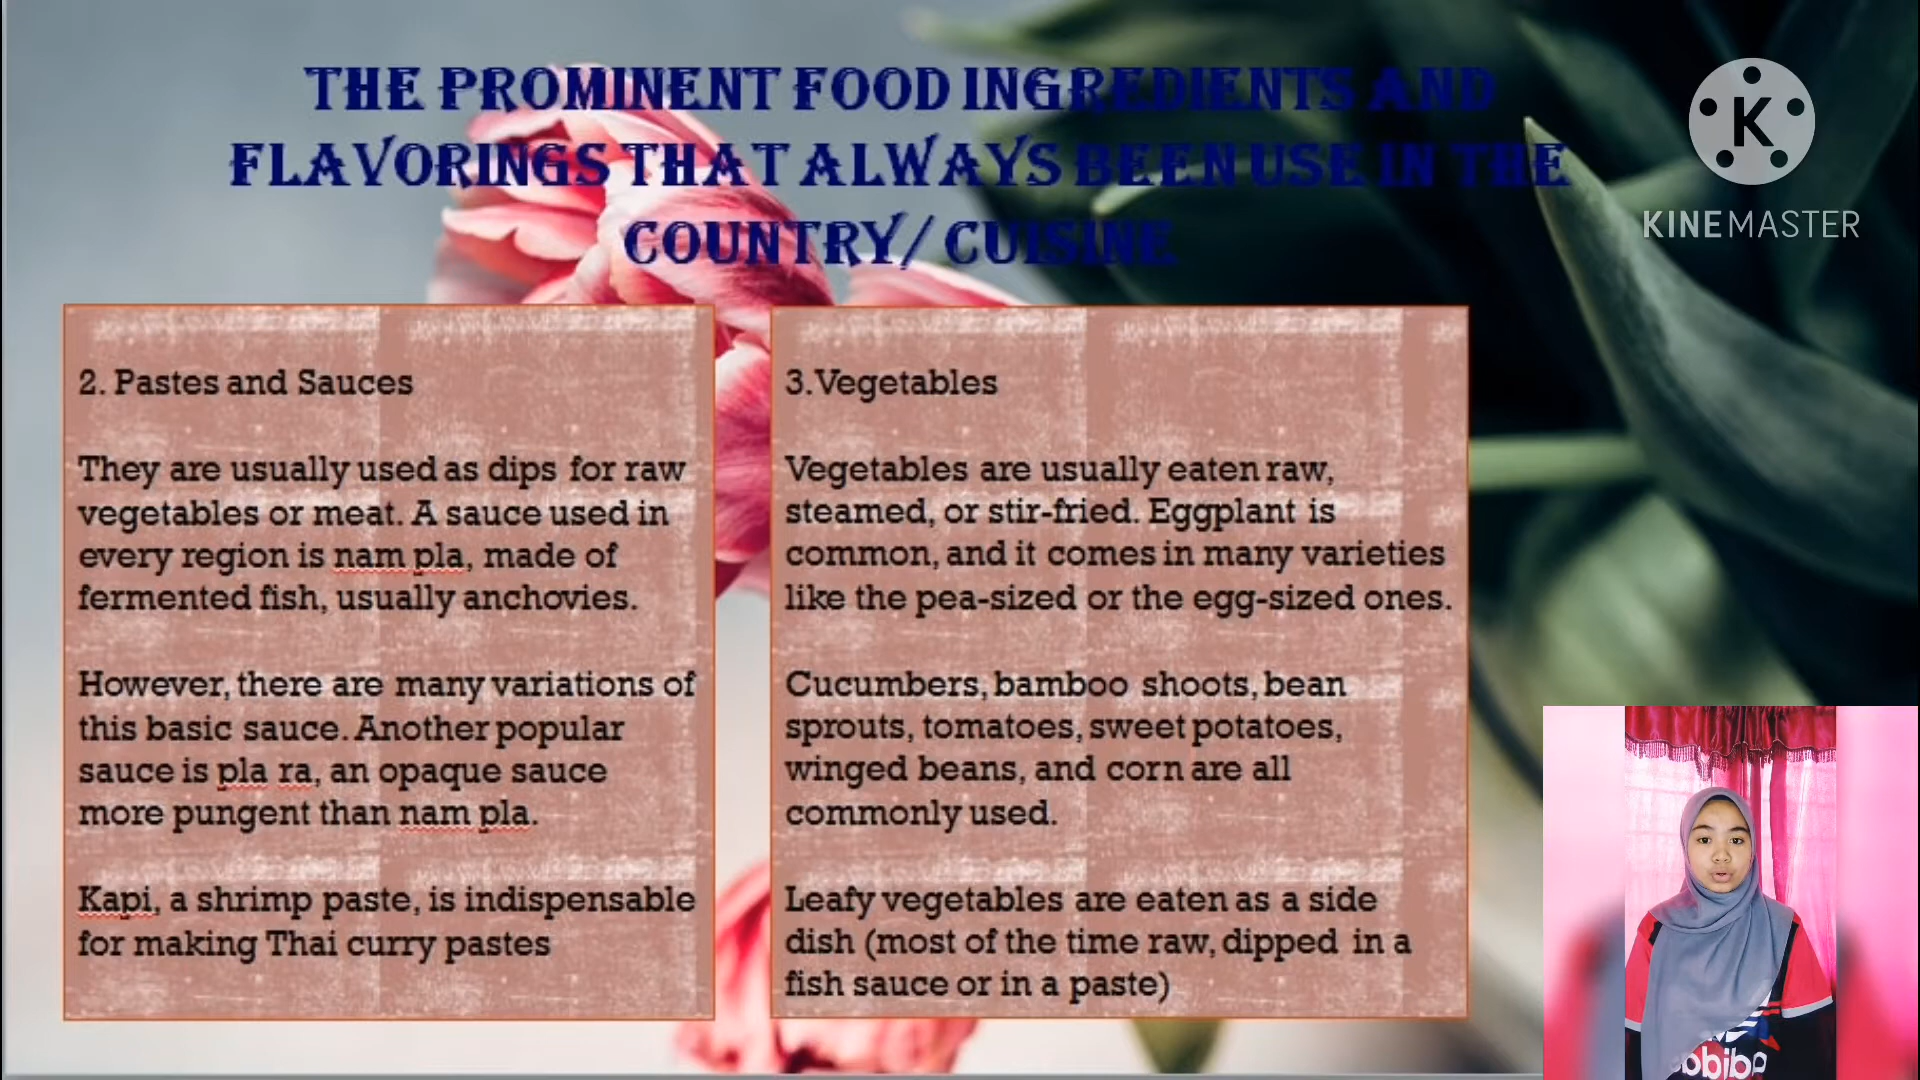 THE PROMINENT FOOD INGREDIENTS AND
FLAVORINGS THAT ALWAYS BEEN USE IN THE
COUNTRY/ CUISINE
K
KINEMASTER
2. Pastes and Sauces
They are usually used as dips for raw
vegetables or meat. A sauce used in
every region is nam pla, made of
fermented fish, usually anchovies.
However, there are many variations of
this basic sauce. Another popular
sauce is pla ra, an opaque sauce
more pungent than nam pla.
Kapi, a shrimp paste, is indispensable
for making Thai curry pastes
3.Vegetables
Vegetables are usually eaten raw,
steamed, or stir-fried. Eggplant is
common, and it comes in many varieties
like the pea-sized or the egg-sized ones.
Cucumbers, bamboo shoots, bean
sprouts, tomatoes, sweet potatoes,
winged beans, and corn are all
commonly used.
Leafy vegetables are eaten as a side
dish (most of the time raw, dipped in a
fish sauce or in a paste)